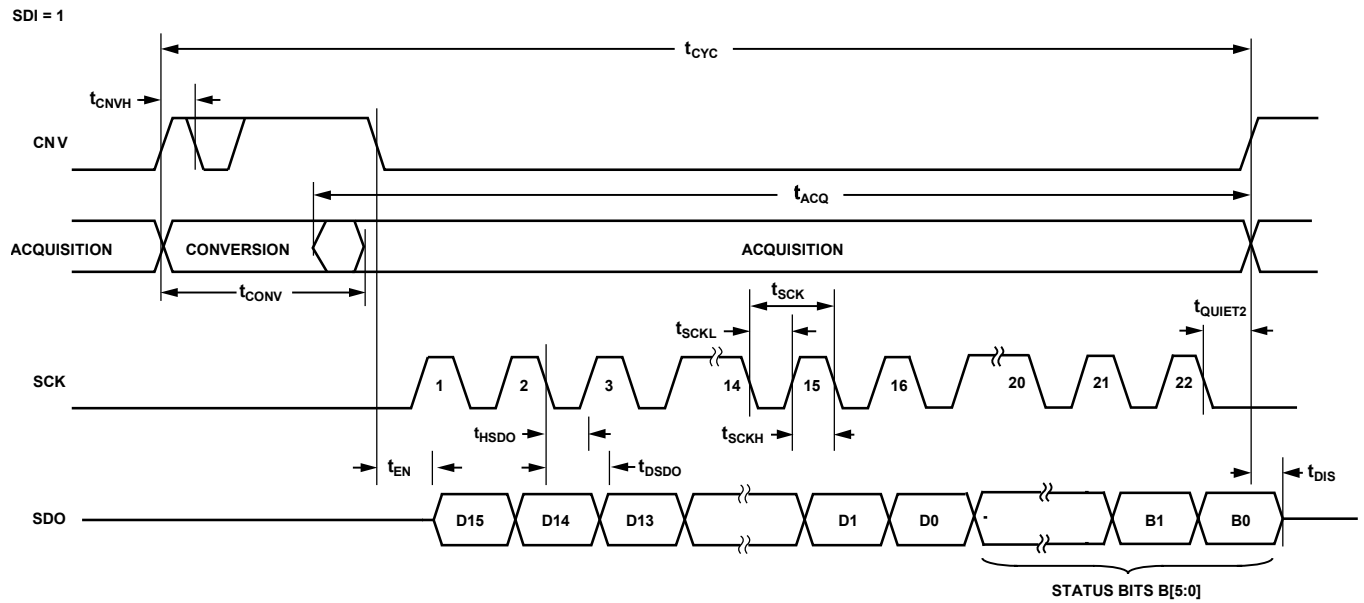 SDI = 1
tCYC
tCNVH
CNV
tACQ
ACQUISITION
CONVERSION
ACQUISITION
tCONV
tSCK
tQUIET2
tSCKL
SCK
1
2
3
14
15
16
20
21
22
tHSDO
tSCKH
tEN
tDSDO
tDIS
SDO
D15
D14
D13
D1
D0
B1
B0
STATUS BITS B[5:0]